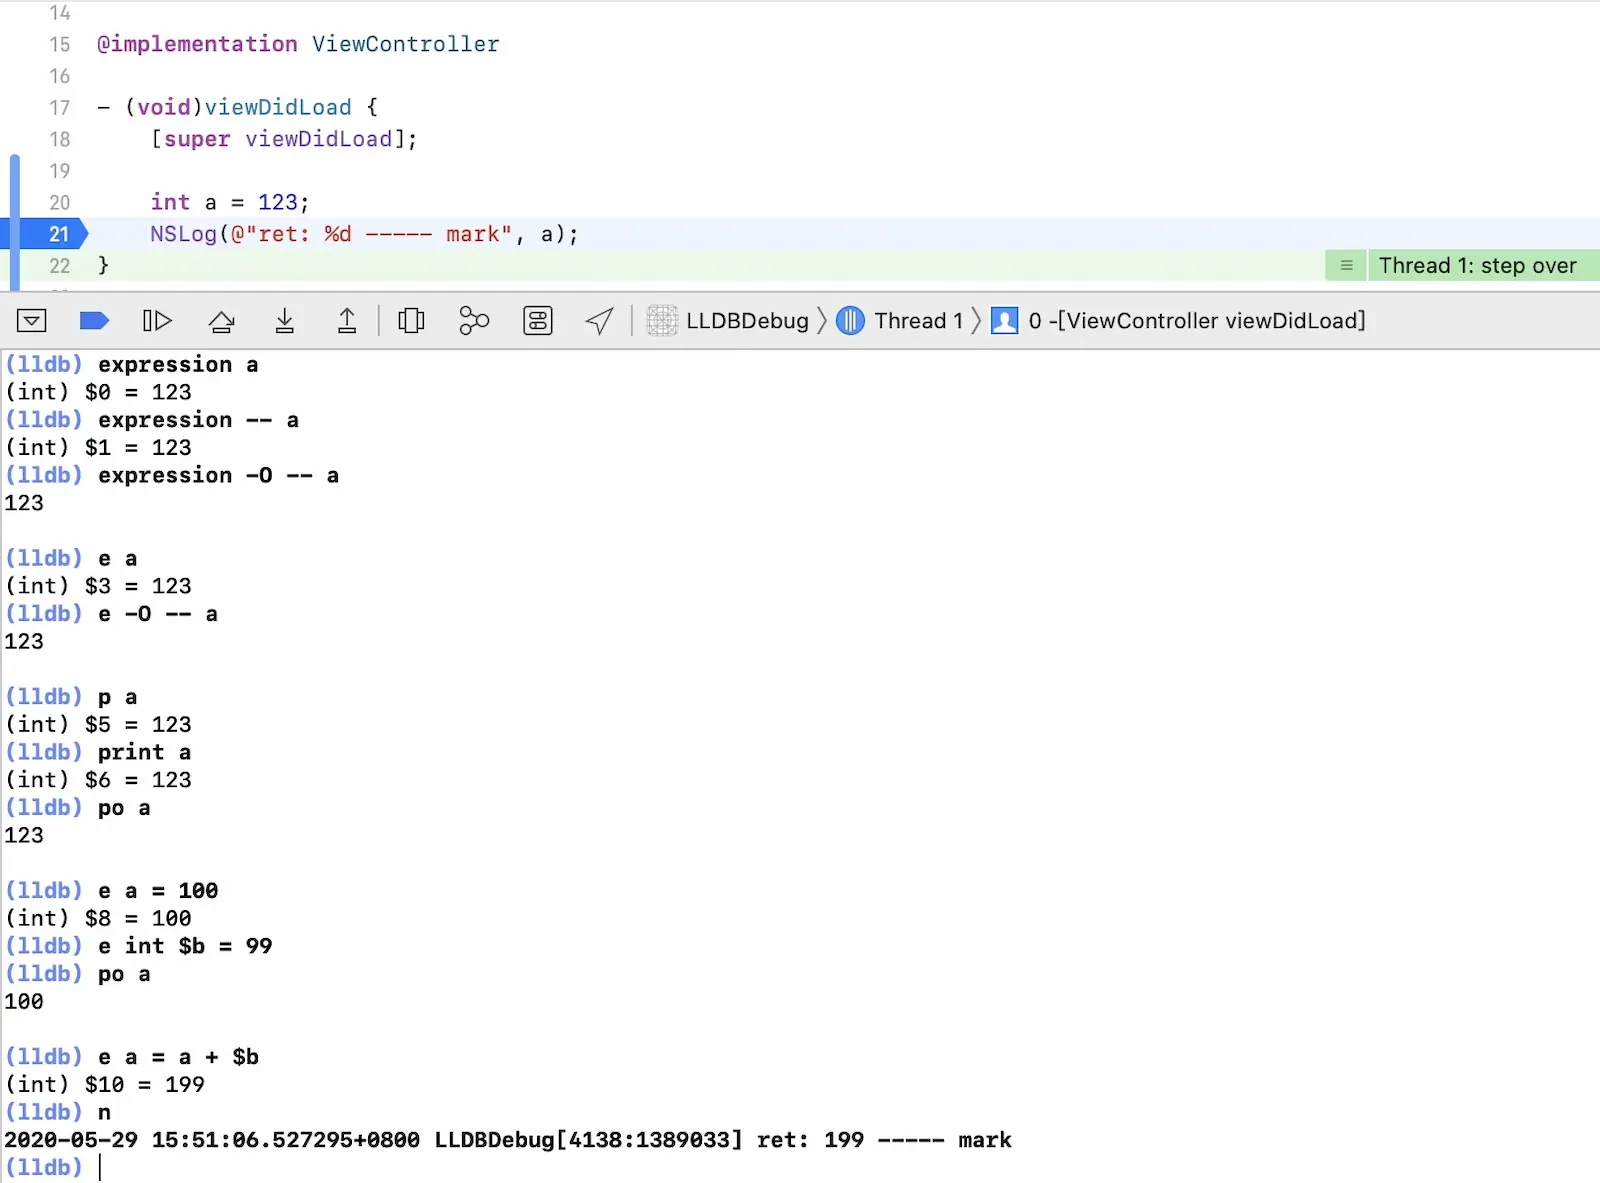 14
15 @implementation ViewController
16
17 - (void)viewDidLoad {
18 [super viewDidLoad];
19
20 int a = 123;
21 NSLog(@"ret: %d ----- mark", a);
22 } Thread 1: step over
LLDBDebug Thread 1 0 -[ViewController viewDidLoad]
(lldb) expression a
(int) $0 = 123
(lldb) expression -- a
(int) $1 = 123
(lldb) expression -O -- a
123
(lldb) e a
(int) $3 = 123
(lldb) e -O -- a
123
(lldb) p a
(int) $5 = 123
(lldb) print a
(int) $6 = 123
(lldb) po a
123
(lldb) e a = 100
(int) $8 = 100
(lldb) e int $b = 99
(lldb) po a
100
(lldb) e a = a + $b
(int) $10 = 199
(lldb) n
2020-05-29 15:51:06.527295+0800 LLDBDebug[4138:1389033] ret: 199 ----- mark
(lldb)